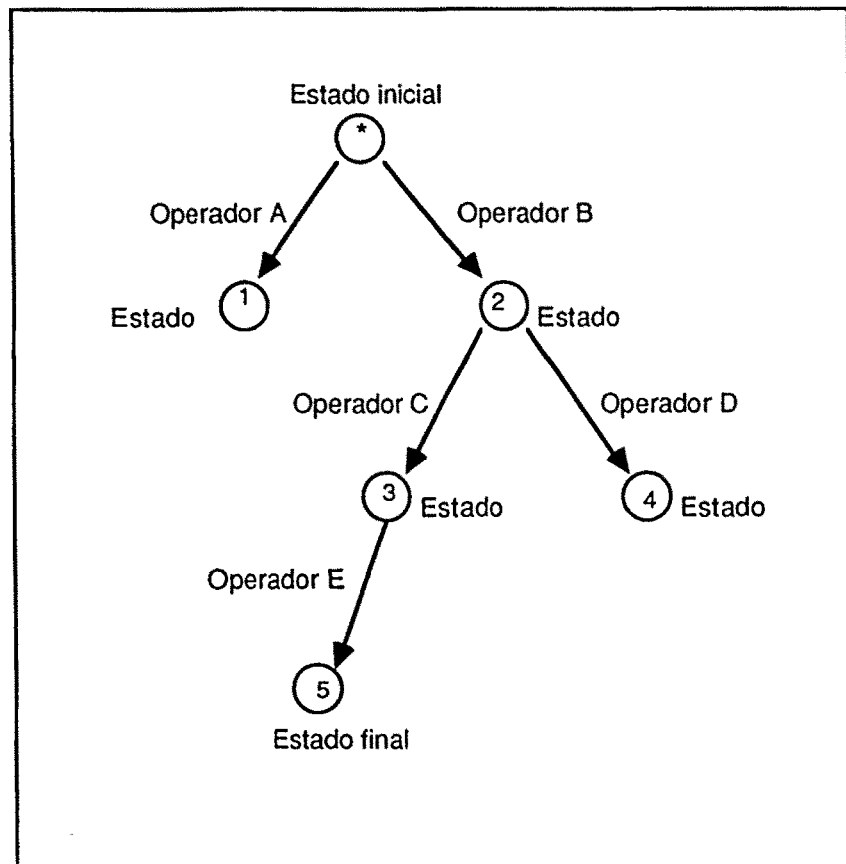 Estado inicial
*
Operador A
Operador B
1
Estado
2
Estado
Operador C
Operador D
3
Estado
4
Estado
Operador E
5
Estado final